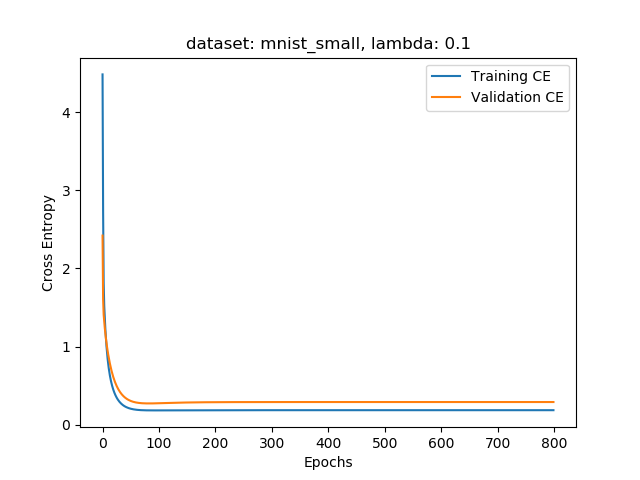 dataset: mnist_small, lambda: 0.1
Training CE
Validation CE
Cross Entropy
4
3
2
1
0
0 100 200 300 400 500 600 700 800
Epochs